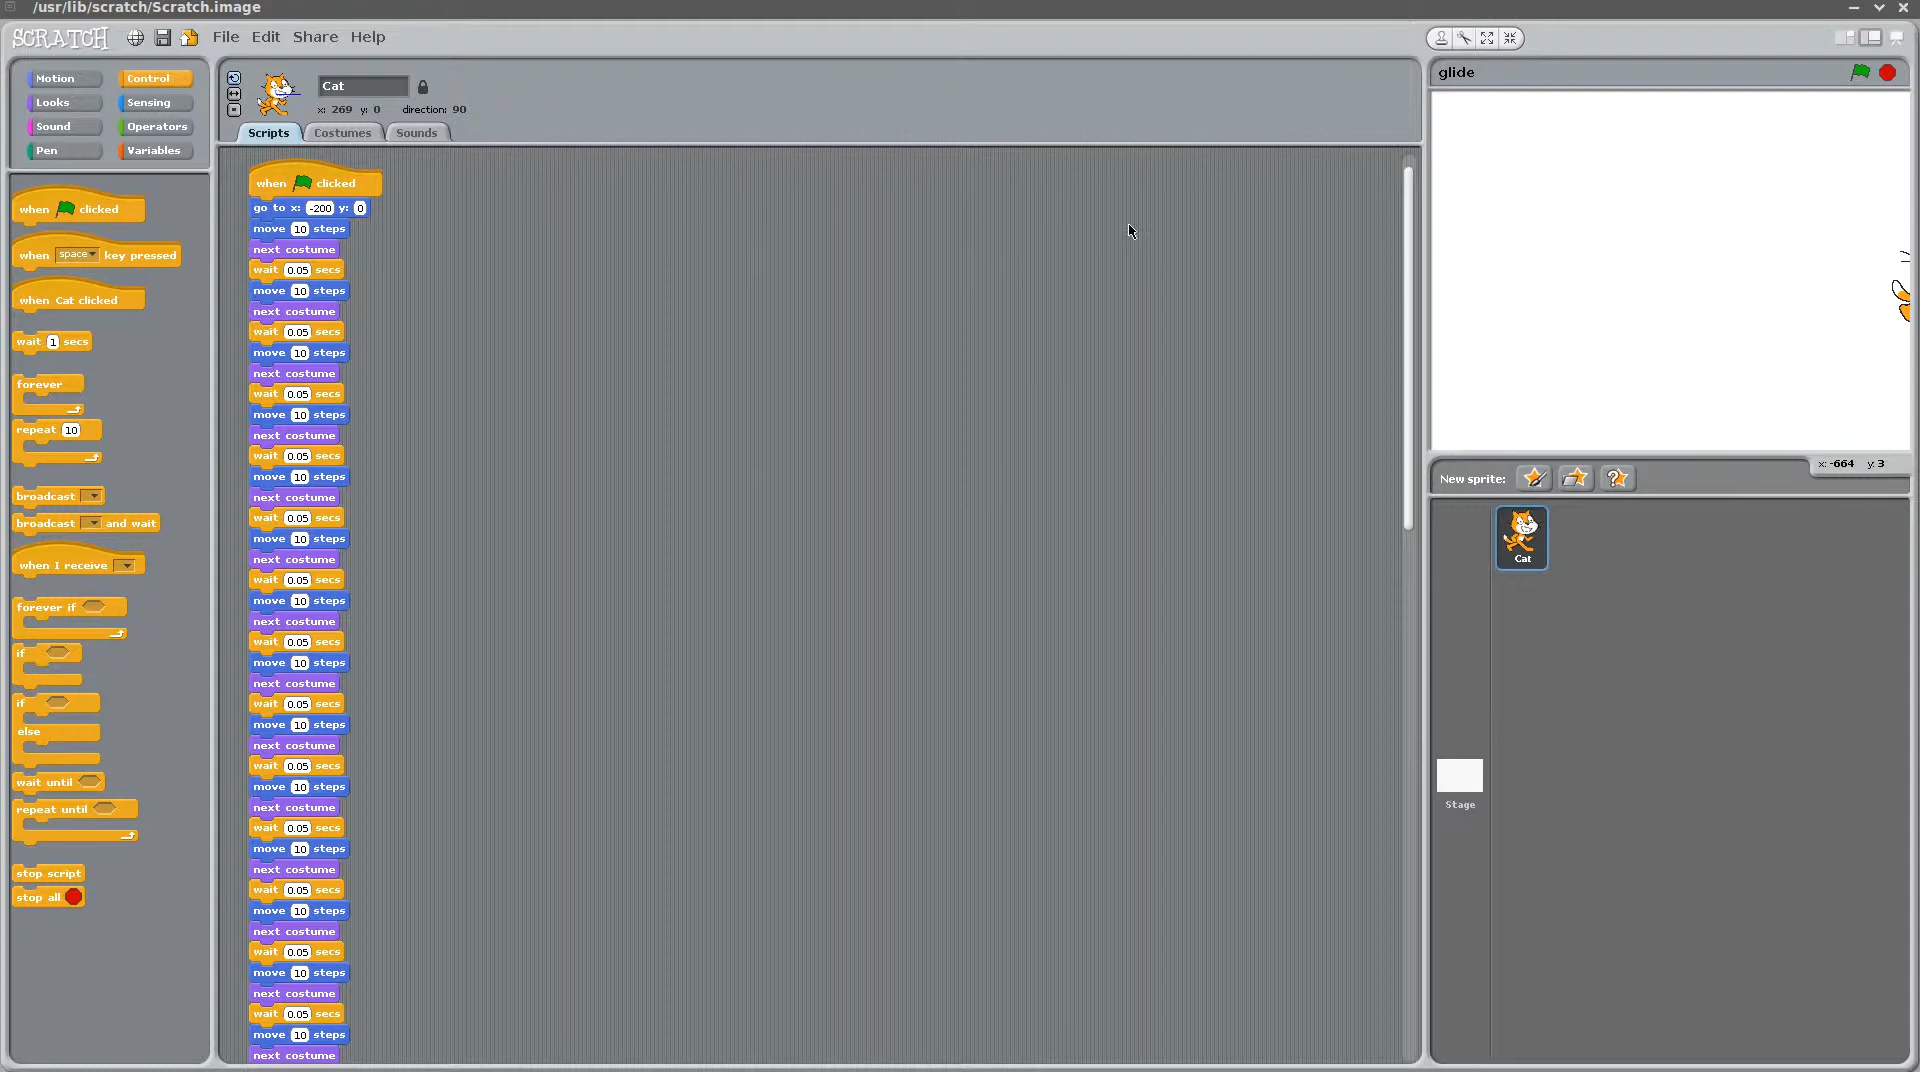 /usr/lib/scratch/Scratch.image
SCRATCH File Edit Share Help
Motion Control
Looks Sensing
Sound Operators
Pen Variables
when clicked
when space key pressed
when Cat clicked
wait 1 secs
forever
repeat 10
broadcast
broadcast and wait
when I receive
forever if
if
if
else
wait until
repeat until
stop script
stop all
Cat
x: 269 y: 0 direction: 90
Scripts Costumes Sounds
when clicked
go to x: -200 y: 0
move 10 steps
next costume
wait 0.05 secs
move 10 steps
next costume
wait 0.05 secs
move 10 steps
next costume
wait 0.05 secs
move 10 steps
next costume
wait 0.05 secs
move 10 steps
next costume
wait 0.05 secs
move 10 steps
next costume
wait 0.05 secs
move 10 steps
next costume
wait 0.05 secs
move 10 steps
next costume
wait 0.05 secs
move 10 steps
next costume
wait 0.05 secs
move 10 steps
next costume
wait 0.05 secs
move 10 steps
next costume
wait 0.05 secs
move 10 steps
next costume
wait 0.05 secs
move 10 steps
next costume
wait 0.05 secs
move 10 steps
next costume
glide
x: -664 y: 3
New sprite:
Cat
Stage